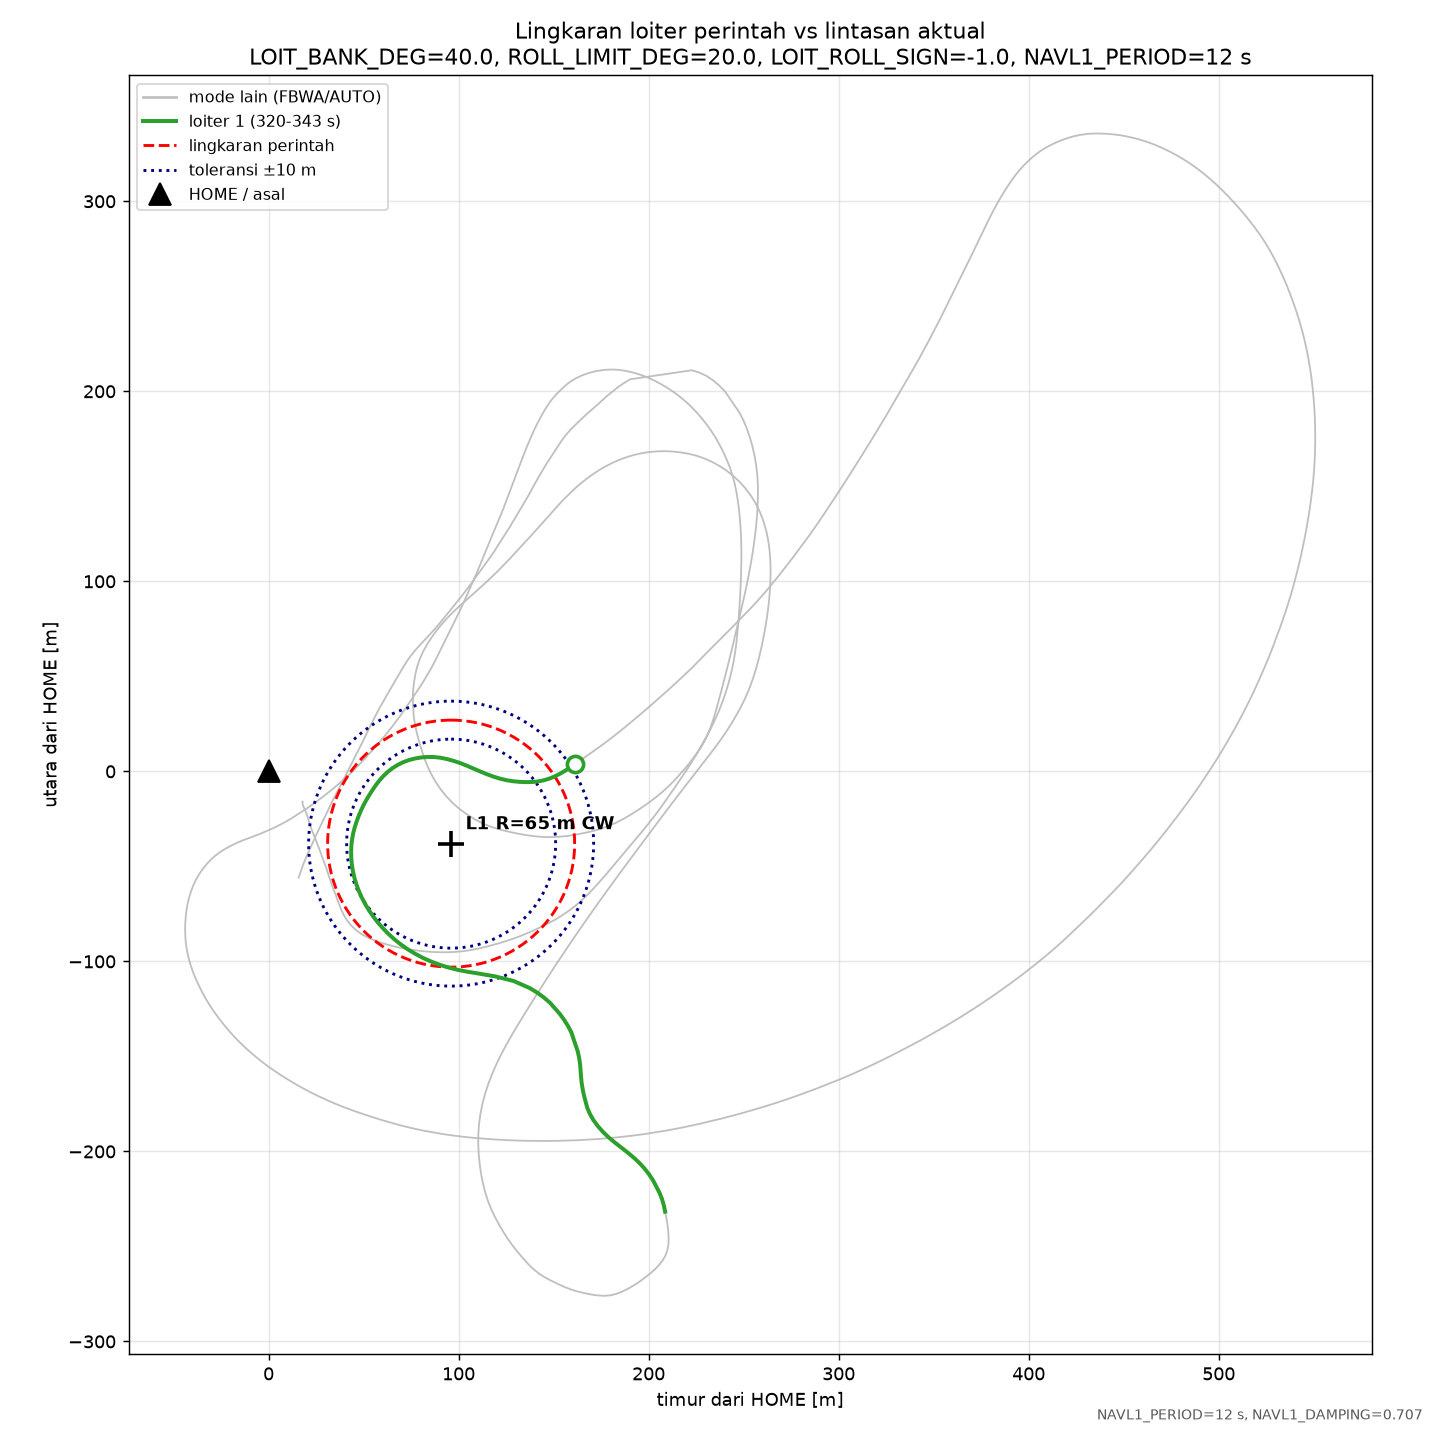 Lingkaran loiter perintah vs lintasan aktual
LOIT_BANK_DEG=40.0, ROLL_LIMIT_DEG=20.0, LOIT_ROLL_SIGN=-1.0, NAVL1_PERIOD=12 s
mode lain (FBWA/AUTO)
loiter 1 (320-343 s)
lingkaran perintah
toleransi ±10 m
HOME / asal
300
200
100
0
−100
−200
−300
utara dari HOME [m]
L1 R=65 m CW
0
100
200
300
400
500
timur dari HOME [m]
NAVL1_PERIOD=12 s, NAVL1_DAMPING=0.707